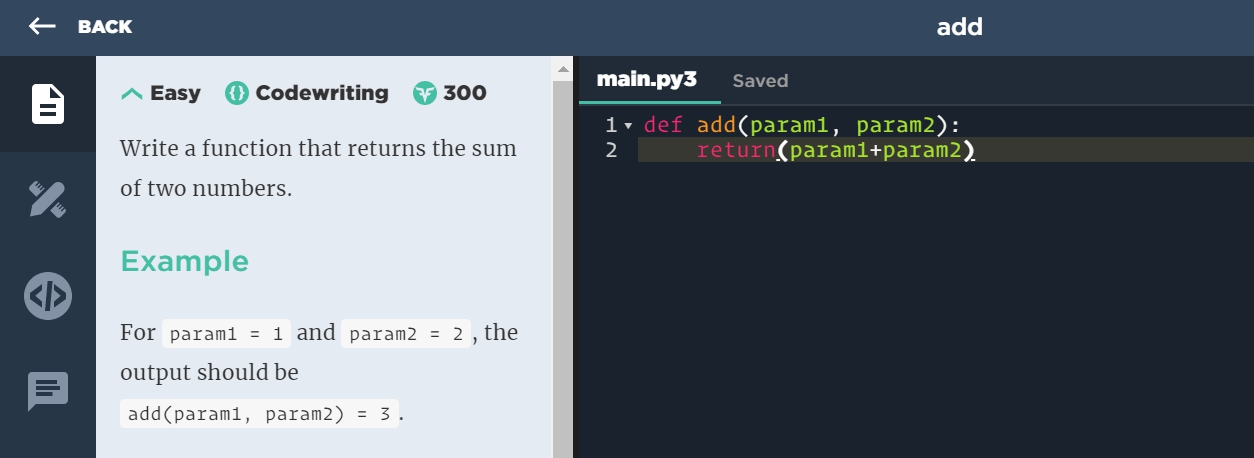 BACK
add
Easy Codewriting 300
Write a function that returns the sum
of two numbers.
Example
For param1 = 1 and param2 = 2, the
output should be
add(param1, param2) = 3.
main.py3 Saved
1 def add(param1, param2):
2     return(param1+param2)